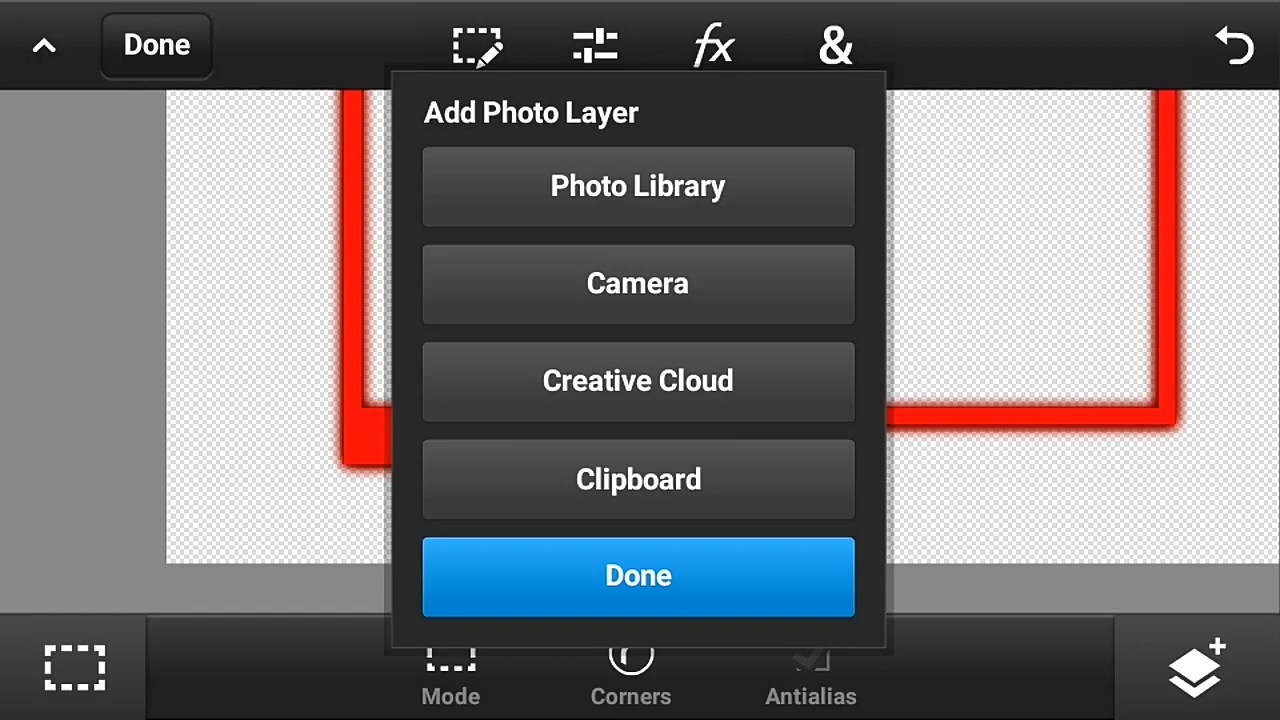 Done
fx
&
Add Photo Layer
Photo Library
Camera
Creative Cloud
Clipboard
Done
Mode
Corners
Antialias